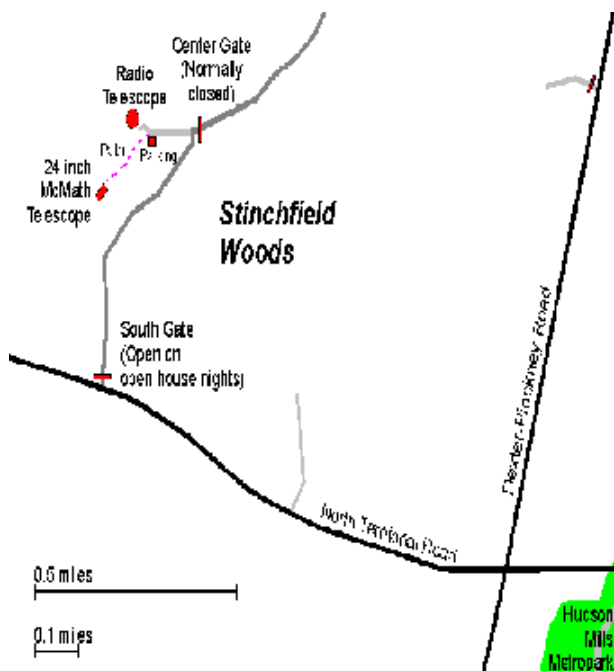 Center Gate
(Normally
closed)
Radio
Telescope
Parking
24 inch
McMath
Telescope
Stinchfield
Woods
South Gate
(Open on
open house nights)
Dexter-Pinckney Road
North Territorial Road
0.5 miles
0.1 miles
Hudson
Mills
Metropark